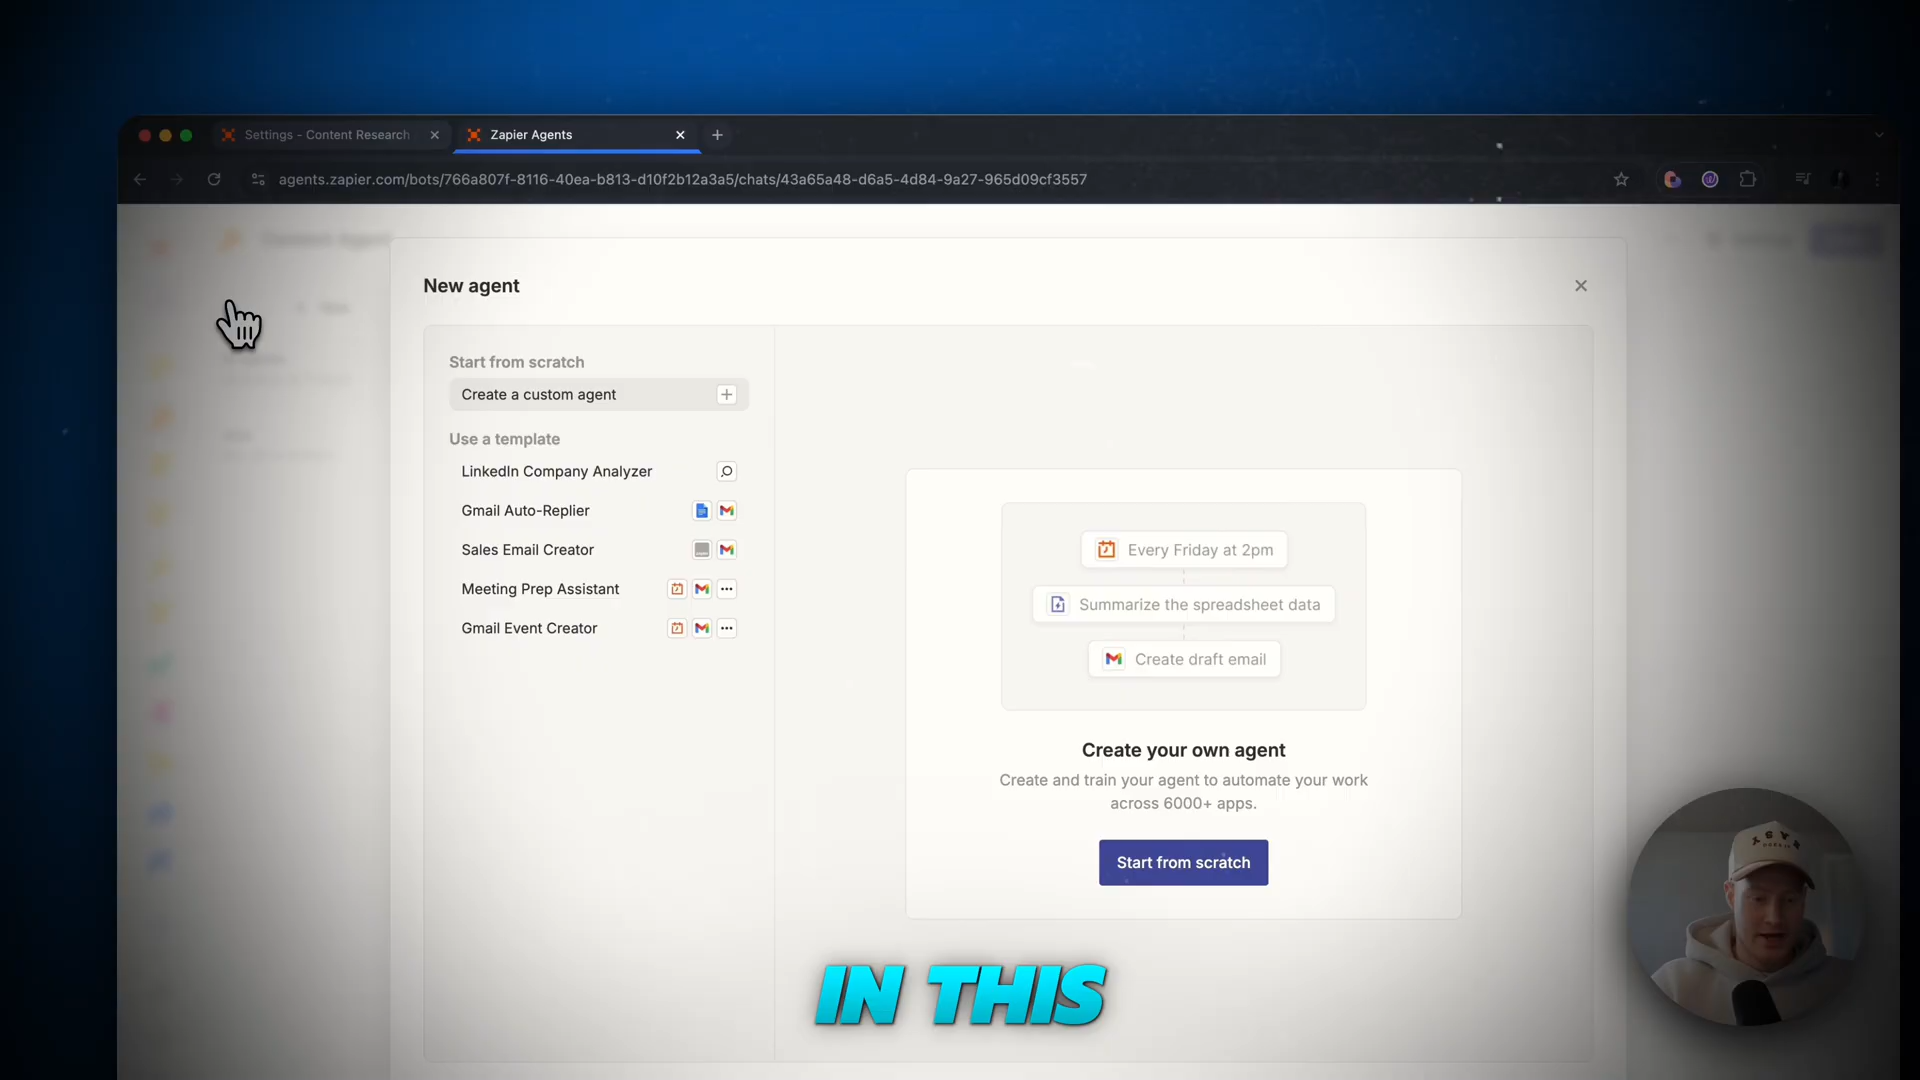 Settings - Content Research
Zapier Agents
agents.zapier.com/bots/766a807f-8116-40ea-b813-d10f2b12a3a5/chats/43a65a48-d6a5-4d84-9a27-965d09cf3557
New agent
Start from scratch
Create a custom agent
Use a template
LinkedIn Company Analyzer
Gmail Auto-Replier
Sales Email Creator
Meeting Prep Assistant
Gmail Event Creator
Every Friday at 2pm
Summarize the spreadsheet data
Create draft email
Create your own agent
Create and train your agent to automate your work
across 6000+ apps.
Start from scratch
IN THIS